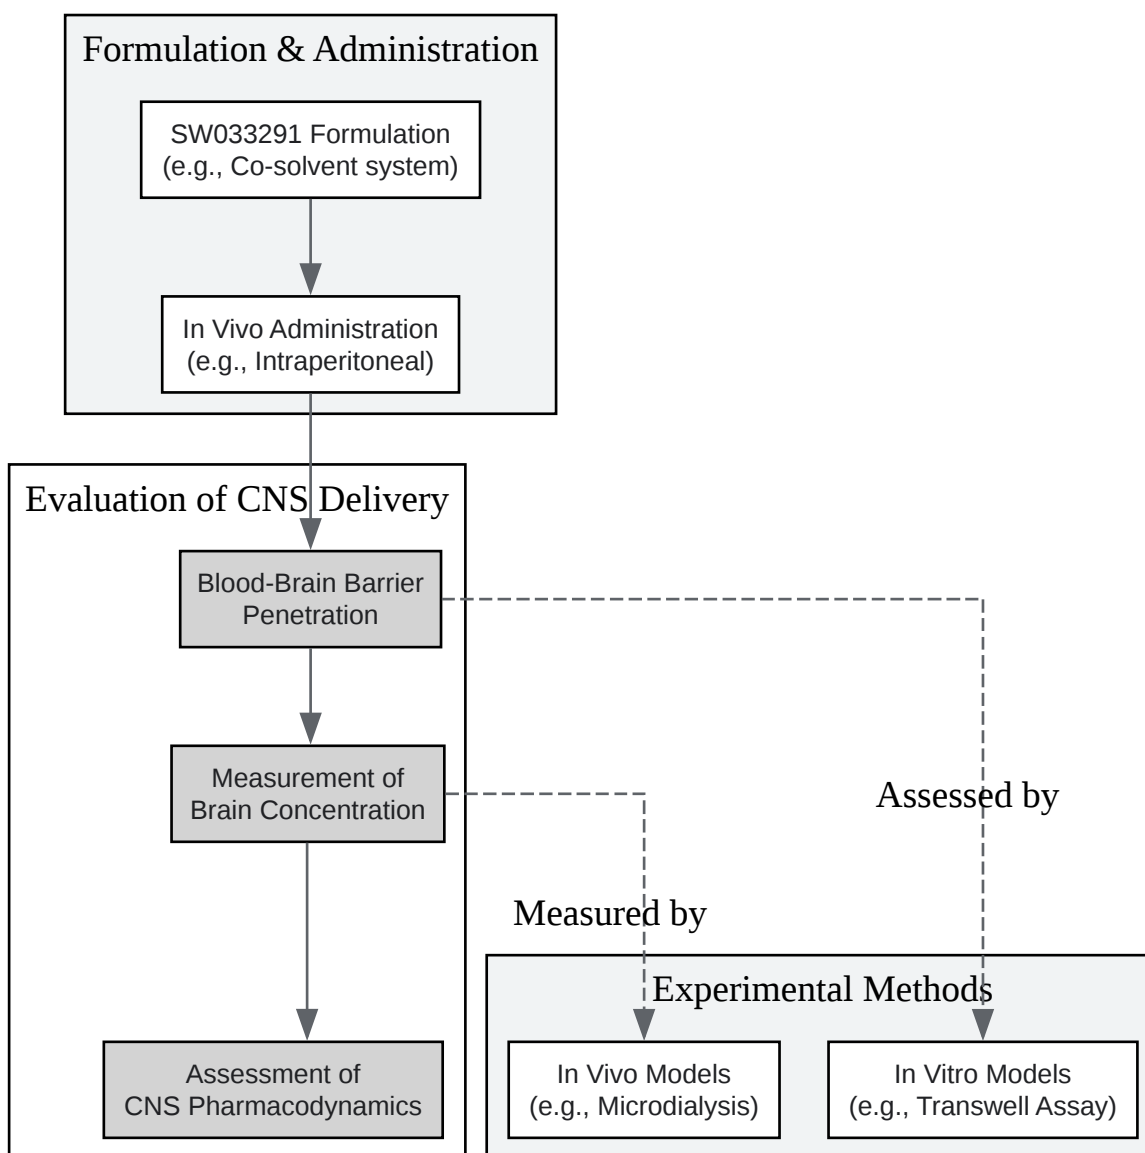 Formulation & Administration
SW033291 Formulation
(e.g., Co-solvent system)
In Vivo Administration
(e.g., Intraperitoneal)
Evaluation of CNS Delivery
Blood-Brain Barrier
Penetration
Measurement of
Brain Concentration
Assessed by
Measured by
Experimental Methods
Assessment of
CNS Pharmacodynamics
In Vivo Models
(e.g., Microdialysis)
In Vitro Models
(e.g., Transwell Assay)